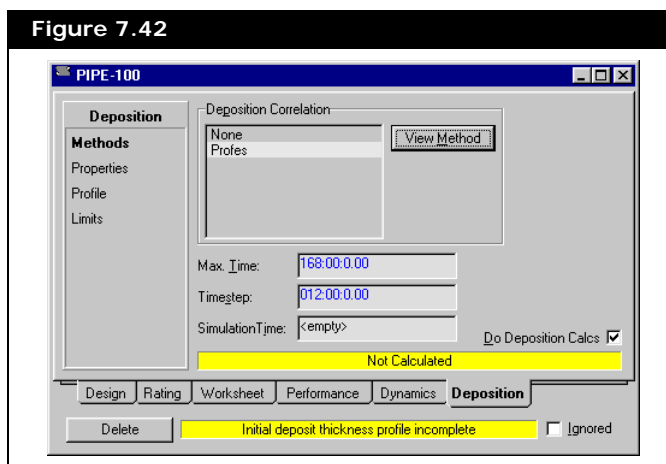 Figure 7.42
PIPE-100
Deposition
Methods
Properties
Profile
Limits
Deposition Correlation
None
Profes
View Method
Max. Time: 168:00:0.00
Timestep: 012:00:0.00
SimulationTime: <empty>
Do Deposition Calcs
Not Calculated
Design Rating Worksheet Performance Dynamics Deposition
Delete Initial deposit thickness profile incomplete Ignored